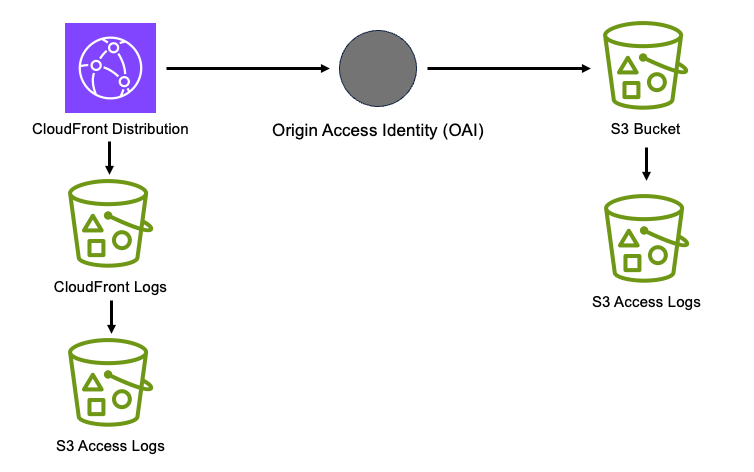 CloudFront Distribution
Origin Access Identity (OAI)
S3 Bucket
CloudFront Logs
S3 Access Logs
S3 Access Logs